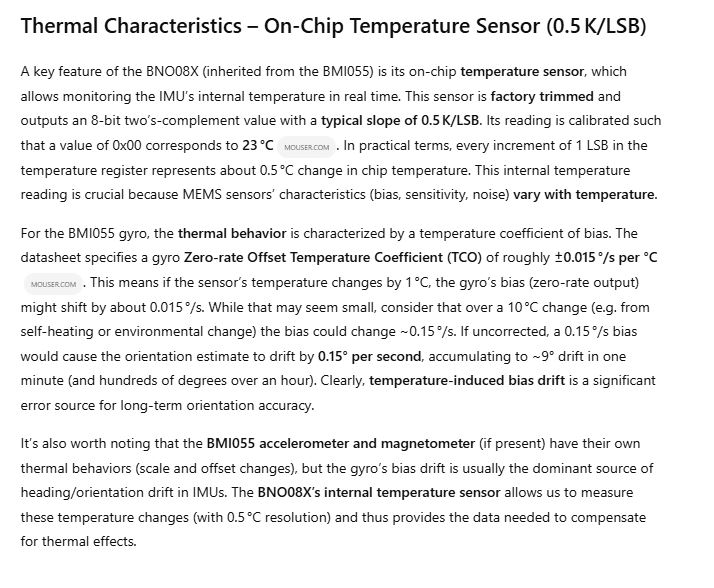 Thermal Characteristics – On-Chip Temperature Sensor (0.5 K/LSB)
A key feature of the BNO08X (inherited from the BMI055) is its on-chip temperature sensor, which
allows monitoring the IMU's internal temperature in real time. This sensor is factory trimmed and
outputs an 8-bit two's-complement value with a typical slope of 0.5 K/LSB. Its reading is calibrated such
that a value of 0x00 corresponds to 23 °C MOUSER.COM . In practical terms, every increment of 1 LSB in the
temperature register represents about 0.5 °C change in chip temperature. This internal temperature
reading is crucial because MEMS sensors' characteristics (bias, sensitivity, noise) vary with temperature.
For the BMI055 gyro, the thermal behavior is characterized by a temperature coefficient of bias. The
datasheet specifies a gyro Zero-rate Offset Temperature Coefficient (TCO) of roughly ±0.015 °/s per °C
MOUSER.COM . This means if the sensor's temperature changes by 1 °C, the gyro's bias (zero-rate output)
might shift by about 0.015 °/s. While that may seem small, consider that over a 10 °C change (e.g. from
self-heating or environmental change) the bias could change ~0.15 °/s. If uncorrected, a 0.15 °/s bias
would cause the orientation estimate to drift by 0.15° per second, accumulating to ~9° drift in one
minute (and hundreds of degrees over an hour). Clearly, temperature-induced bias drift is a significant
error source for long-term orientation accuracy.
It's also worth noting that the BMI055 accelerometer and magnetometer (if present) have their own
thermal behaviors (scale and offset changes), but the gyro's bias drift is usually the dominant source of
heading/orientation drift in IMUs. The BNO08X's internal temperature sensor allows us to measure
these temperature changes (with 0.5 °C resolution) and thus provides the data needed to compensate
for thermal effects.